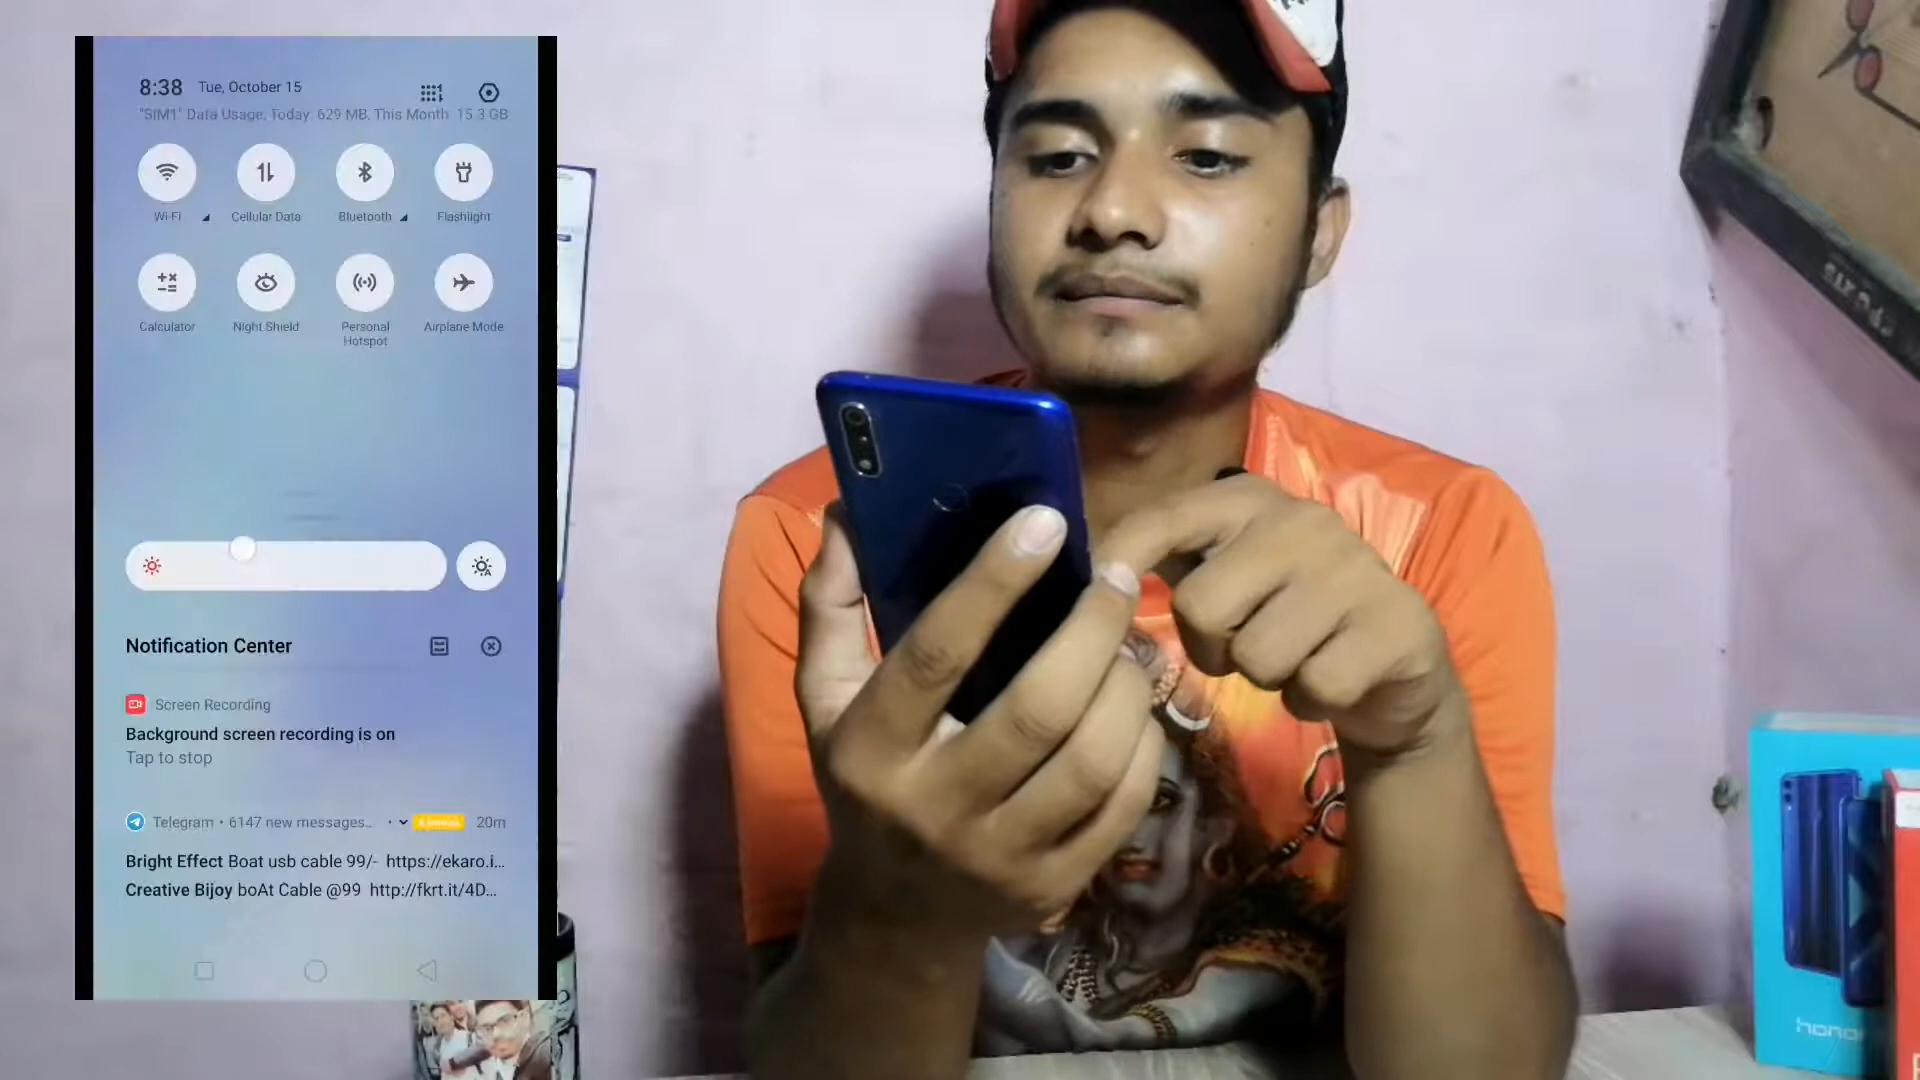 8:38 Tue, October 15
"SIM1" Data Usage. Today: 629 MB, This Month 15.3 GB
Wi-Fi Cellular Data Bluetooth Flashlight
Calculator Night Shield Personal Hotspot Airplane Mode
Notification Center
Screen Recording
Background screen recording is on
Tap to stop
Telegram • 6147 new messages.. 20m
Bright Effect Boat usb cable 99/- https://ekaro.i...
Creative Bijoy boAt Cable @99 http://fkrt.it/4D...
honor